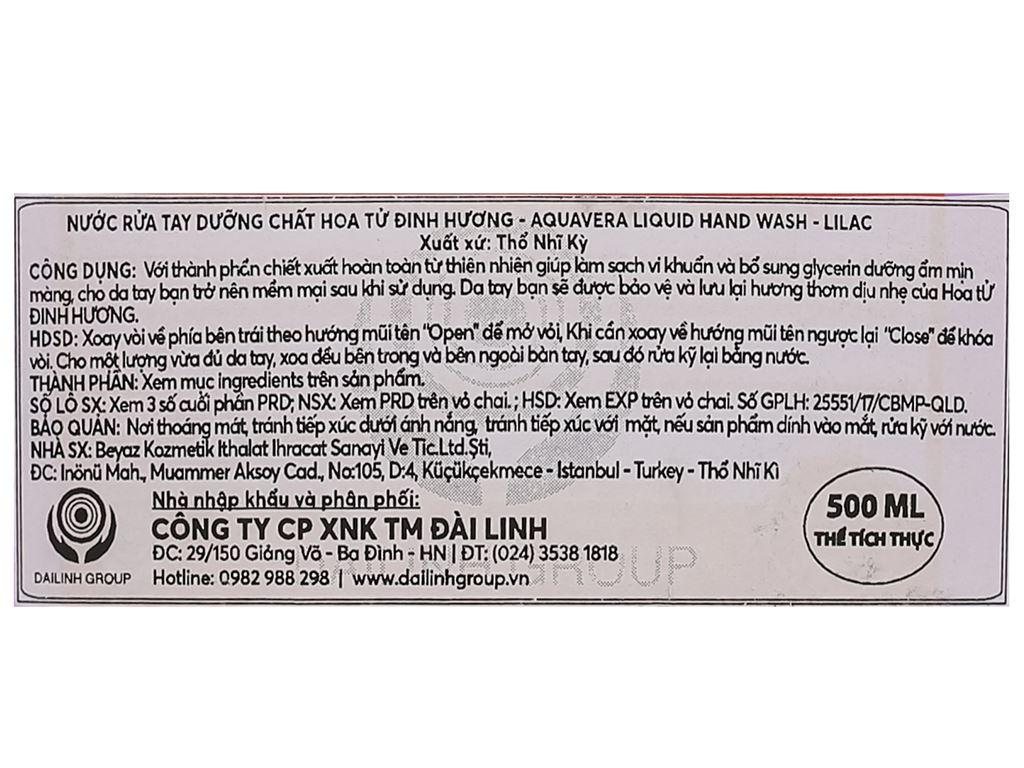 NƯỚC RỬA TAY DƯỠNG CHẤT HOA TỬ ĐINH HƯƠNG - AQUAVERA LIQUID HAND WASH - LILAC
Xuất xứ: Thổ Nhĩ Kỳ
CÔNG DỤNG: Với thành phần chiết xuất hoàn toàn từ thiên nhiên giúp làm sạch vi khuẩn và bổ sung glycerin dưỡng ẩm mịn
màng, cho da tay bạn trở nên mềm mại sau khi sử dụng. Da tay bạn sẽ được bảo vệ và lưu lại hương thơm dịu nhẹ của Hoa tử
ĐINH HƯƠNG.
HDSD: Xoay vòi về phía bên trái theo hướng mũi tên "Open" để mở vòi, Khi cần xoay về hướng mũi tên ngược lại "Close" để khóa
vòi. Cho một lượng vừa đủ da tay, xoa đều bên trong và bên ngoài bàn tay, sau đó rửa kỹ lại bằng nước.
THÀNH PHẦN: Xem mục ingredients trên sản phẩm.
SỐ LÔ SX: Xem 3 số cuối phần PRD; NSX: Xem PRD trên vỏ chai. ; HSD: Xem EXP trên vỏ chai. Số GPLH: 25551/17/CBMP-QLD.
BẢO QUẢN: Nơi thoáng mát, tránh tiếp xúc dưới ánh nắng, tránh tiếp xúc với mặt, nếu sản phẩm dính vào mắt, rửa kỹ với nước.
NHÀ SX: Beyaz Kozmetik Ithalat Ihracat Sanayi Ve Tic.Ltd.Şti,
ĐC: Inönü Mah., Muammer Aksoy Cad., No:105, D:4, Küçükçekmece - Istanbul - Turkey - Thổ Nhĩ Kì
Nhà nhập khẩu và phân phối:
CÔNG TY CP XNK TM ĐÀI LINH
ĐC: 29/150 Giảng Võ - Ba Đình - HN | ĐT: (024) 3538 1818
Hotline: 0982 988 298 | www.dailinhgroup.vn
DAILINH GROUP
500 ML
THỂ TÍCH THỰC
DAILINH GROUP